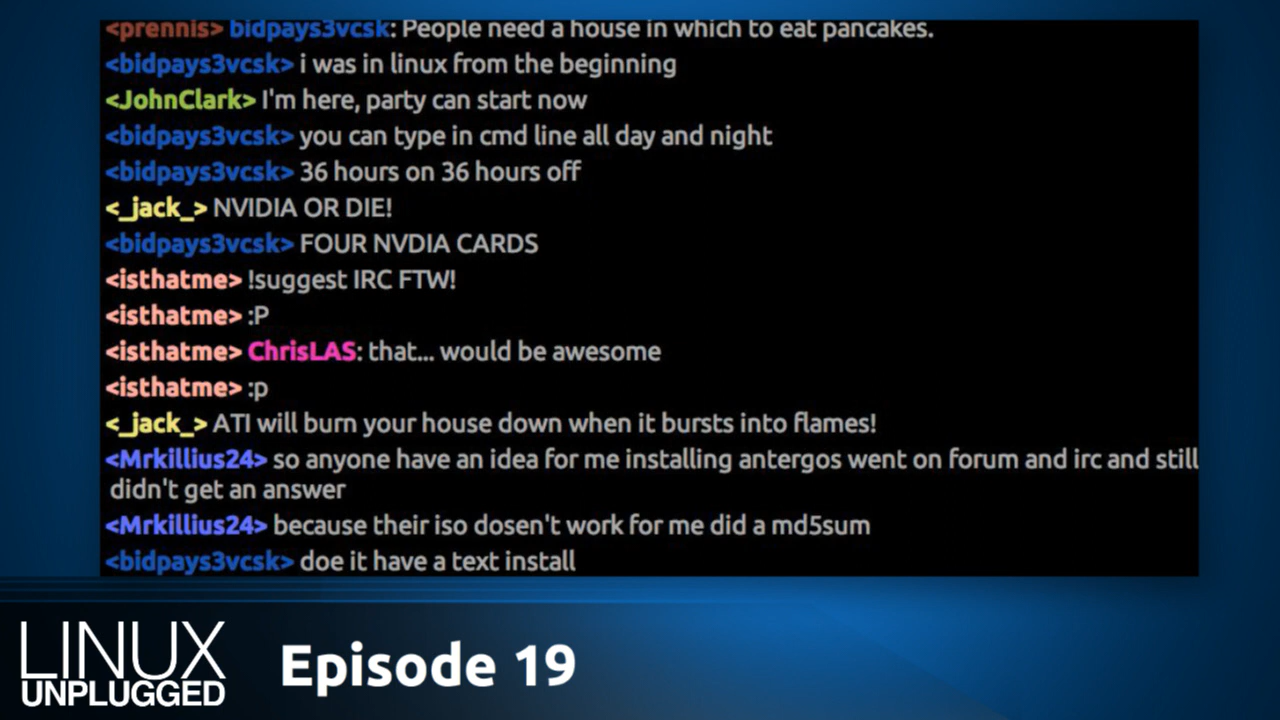 <prennis> bidpays3vcsk: People need a house in which to eat pancakes.
<bidpays3vcsk> i was in linux from the beginning
<JohnClark> I'm here, party can start now
<bidpays3vcsk> you can type in cmd line all day and night
<bidpays3vcsk> 36 hours on 36 hours off
<_jack_> NVIDIA OR DIE!
<bidpays3vcsk> FOUR NVDIA CARDS
<isthatme> !suggest IRC FTW!
<isthatme> :P
<isthatme> ChrisLAS: that... would be awesome
<isthatme> :p
<_jack_> ATI will burn your house down when it bursts into flames!
<Mrkillius24> so anyone have an idea for me installing antergos went on forum and irc and still
didn't get an answer
<Mrkillius24> because their iso dosen't work for me did a md5sum
<bidpays3vcsk> doe it have a text install
LINUX
UNPLUGGED
Episode 19